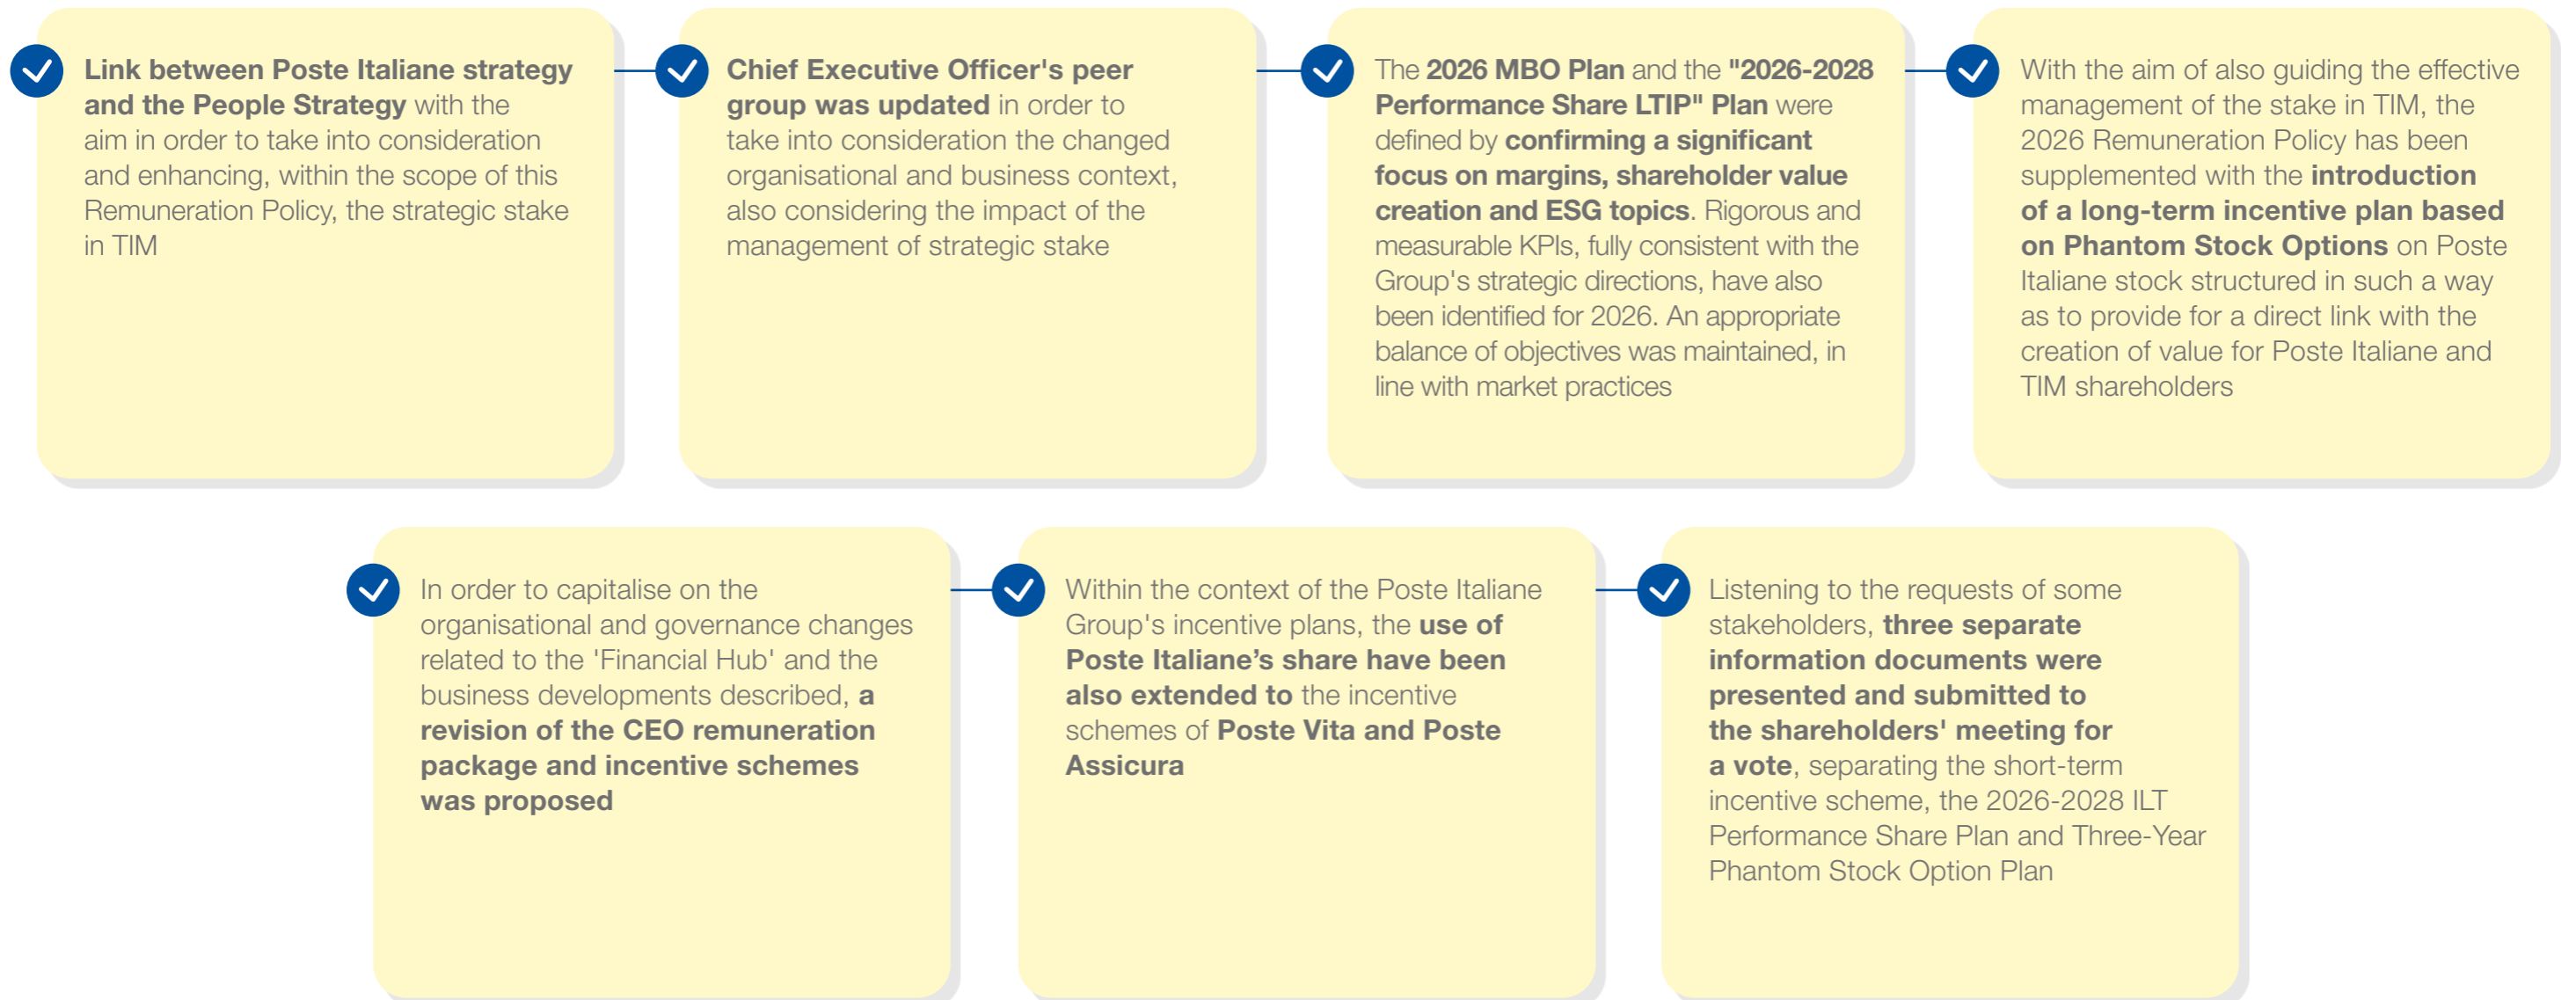 Link between Poste Italiane strategy
and the People Strategy with the
aim in order to take into consideration
and enhancing, within the scope of this
Remuneration Policy, the strategic stake
in TIM
Chief Executive Officer's peer
group was updated in order to
take into consideration the changed
organisational and business context,
also considering the impact of the
management of strategic stake
The 2026 MBO Plan and the "2026-2028
Performance Share LTIP" Plan were
defined by confirming a significant
focus on margins, shareholder value
creation and ESG topics. Rigorous and
measurable KPIs, fully consistent with the
Group's strategic directions, have also
been identified for 2026. An appropriate
balance of objectives was maintained, in
line with market practices
With the aim of also guiding the effective
management of the stake in TIM, the
2026 Remuneration Policy has been
supplemented with the introduction
of a long-term incentive plan based
on Phantom Stock Options on Poste
Italiane stock structured in such a way
as to provide for a direct link with the
creation of value for Poste Italiane and
TIM shareholders
In order to capitalise on the
organisational and governance changes
related to the 'Financial Hub' and the
business developments described, a
revision of the CEO remuneration
package and incentive schemes
was proposed
Within the context of the Poste Italiane
Group's incentive plans, the use of
Poste Italiane’s share have been
also extended to the incentive
schemes of Poste Vita and Poste
Assicura
Listening to the requests of some
stakeholders, three separate
information documents were
presented and submitted to
the shareholders' meeting for
a vote, separating the short-term
incentive scheme, the 2026-2028 ILT
Performance Share Plan and Three-Year
Phantom Stock Option Plan